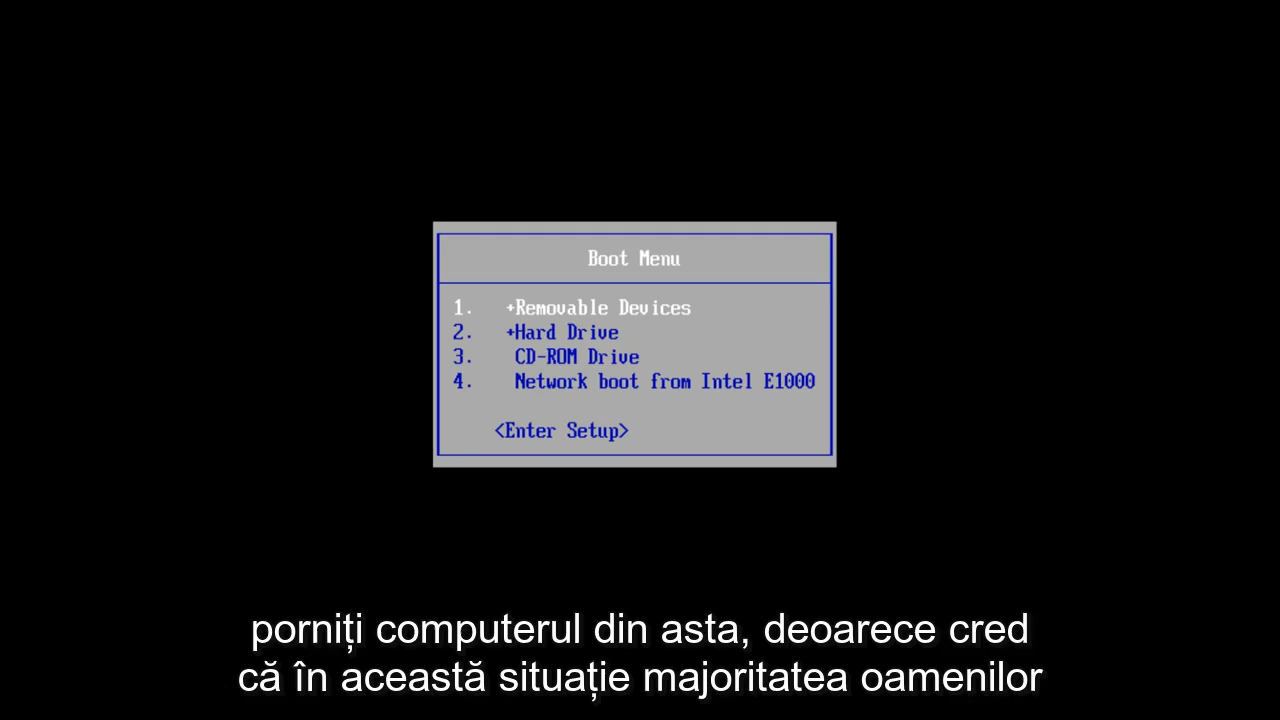 Boot Menu
1. +Removable Devices
2. +Hard Drive
3. CD-ROM Drive
4. Network boot from Intel E1000
<Enter Setup>
porniți computerul din asta, deoarece cred
că în această situație majoritatea oamenilor